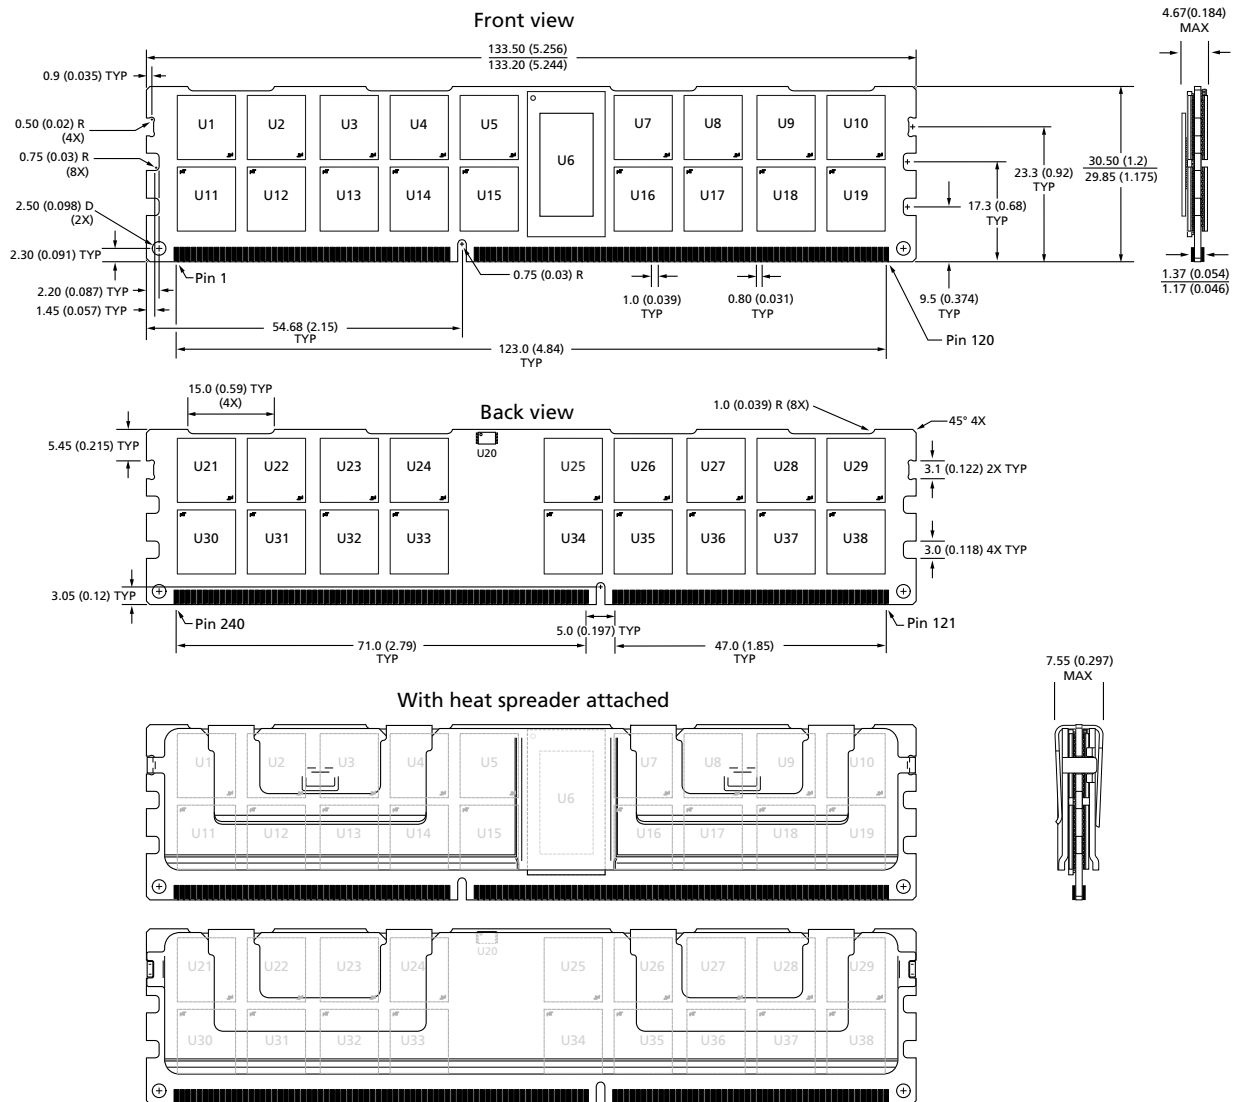 Front view
4.67(0.184)
MAX
133.50 (5.256)
133.20 (5.244)
0.9 (0.035) TYP
0.50 (0.02) R
(4X)
0.75 (0.03) R
(8X)
2.50 (0.098) D
(2X)
2.30 (0.091) TYP
2.20 (0.087) TYP
1.45 (0.057) TYP
U1 U2 U3 U4 U5 U6 U7 U8 U9 U10
U11 U12 U13 U14 U15 U16 U17 U18 U19
23.3 (0.92)
TYP
30.50 (1.2)
29.85 (1.175)
17.3 (0.68)
TYP
Pin 1
0.75 (0.03) R
1.0 (0.039)
TYP
0.80 (0.031)
TYP
9.5 (0.374)
TYP
1.37 (0.054)
1.17 (0.046)
54.68 (2.15)
TYP
123.0 (4.84)
TYP
Pin 120
15.0 (0.59) TYP
(4X)
Back view
1.0 (0.039) R (8X)
45° 4X
5.45 (0.215) TYP
U20
U21 U22 U23 U24 U25 U26 U27 U28 U29
3.1 (0.122) 2X TYP
U30 U31 U32 U33 U34 U35 U36 U37 U38
3.0 (0.118) 4X TYP
3.05 (0.12) TYP
Pin 240
5.0 (0.197) TYP
Pin 121
71.0 (2.79)
TYP
47.0 (1.85)
TYP
With heat spreader attached
7.55 (0.297)
MAX
U1 U2 U3 U4 U5 U6 U7 U8 U9 U10
U11 U12 U13 U14 U15 U16 U17 U18 U19
U20
U21 U22 U23 U24 U25 U26 U27 U28 U29
U30 U31 U32 U33 U34 U35 U36 U37 U38